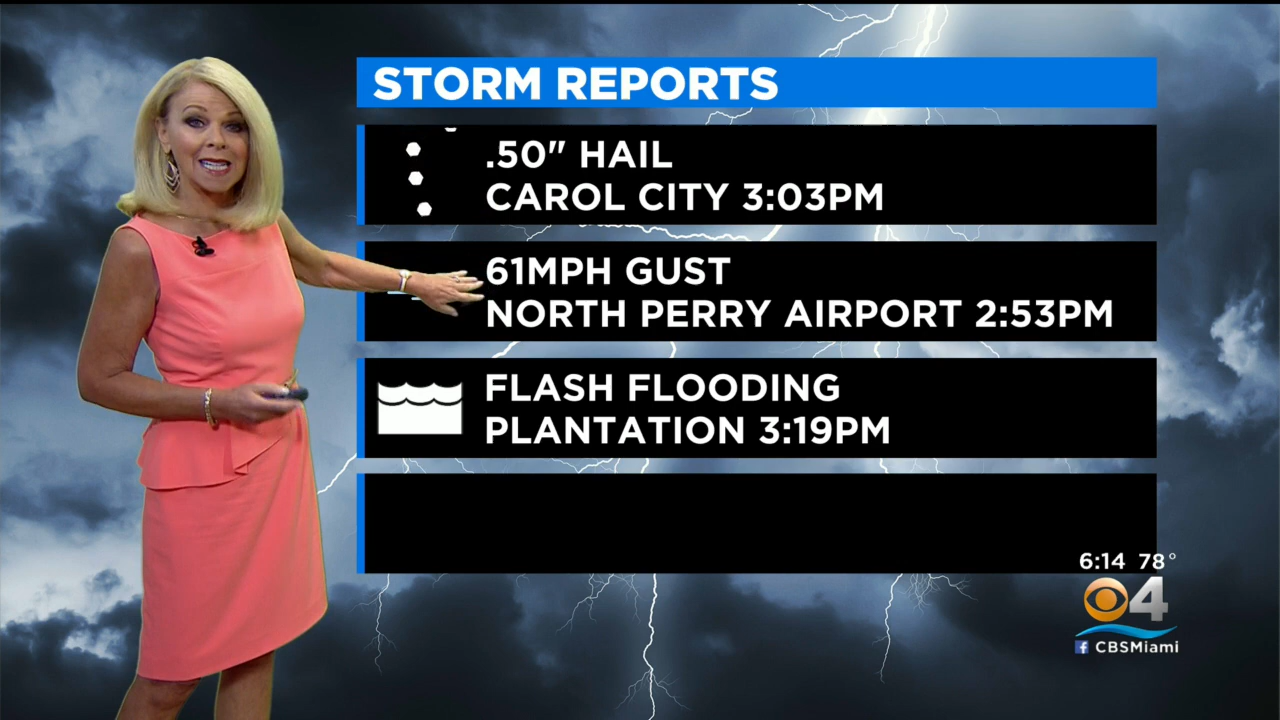 STORM REPORTS
.50" HAIL
CAROL CITY 3:03PM
61MPH GUST
NORTH PERRY AIRPORT 2:53PM
FLASH FLOODING
PLANTATION 3:19PM
6:14 78°
4
f CBSMiami